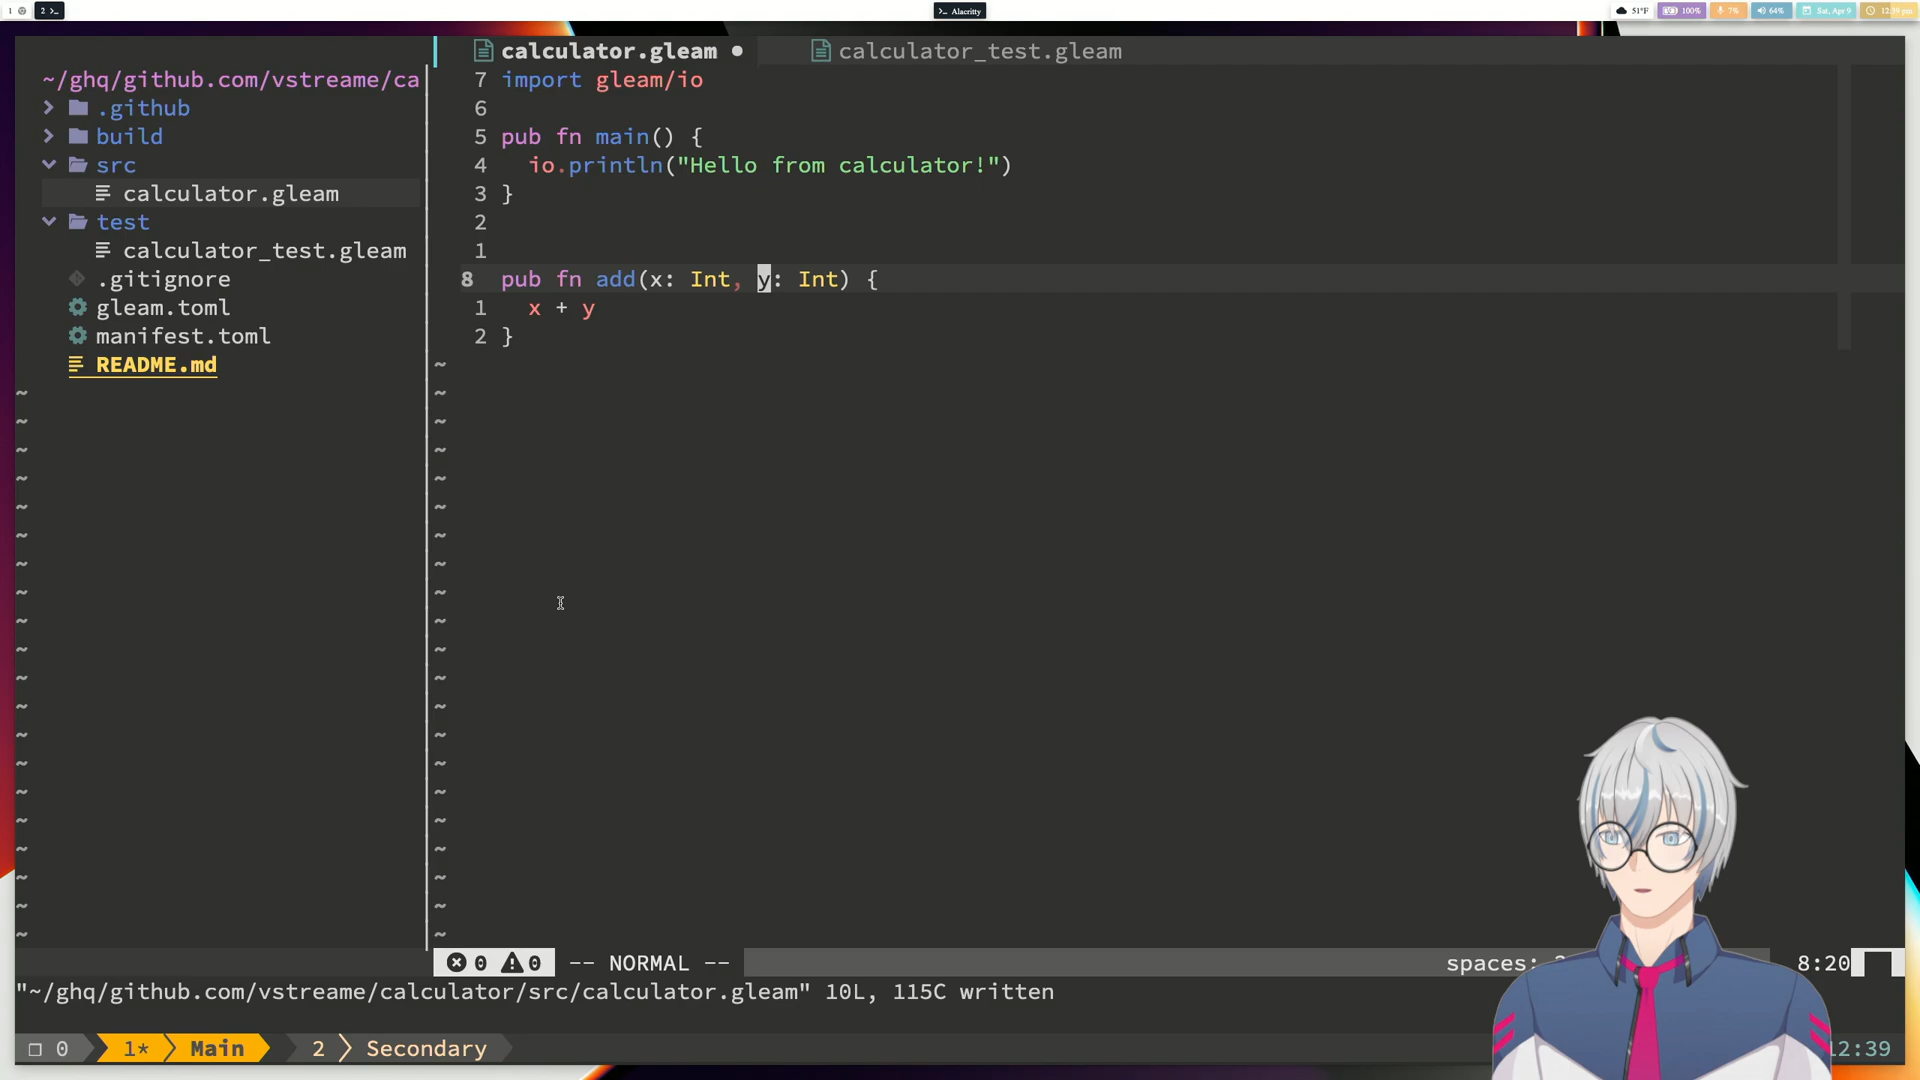 1
2
Alacritty
51°F
100%
7%
64%
Sat, Apr 9
12:39 pm
~/ghq/github.com/vstreame/ca
.github
build
src
calculator.gleam
test
calculator_test.gleam
.gitignore
gleam.toml
manifest.toml
README.md
calculator.gleam ●
calculator_test.gleam
7 import gleam/io
6
5 pub fn main() {
4 io.println("Hello from calculator!")
3 }
2
1
8 pub fn add(x: Int, y: Int) {
1 x + y
2 }
0 0 -- NORMAL --
spaces:
8:20
"~/ghq/github.com/vstreame/calculator/src/calculator.gleam" 10L, 115C written
0 1* Main 2 Secondary
12:39